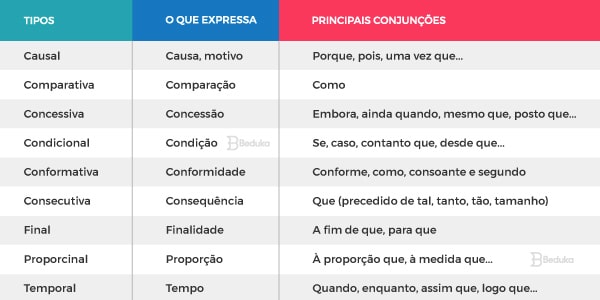 TIPOS O QUE EXPRESSA PRINCIPAIS CONJUNÇÕES
Causal Causa, motivo Porque, pois, uma vez que...
Comparativa Comparação Como
Concessiva Concessão Embora, ainda quando, mesmo que, posto que...
Condicional Condição Beduka Se, caso, contanto que, desde que...
Conformativa Conformidade Conforme, como, consoante e segundo
Consecutiva Consequência Que (precedido de tal, tanto, tão, tamanho)
Final Finalidade A fim de que, para que
Proporcinal Proporção À proporção que, à medida que... Beduka
Temporal Tempo Quando, enquanto, assim que, logo que...